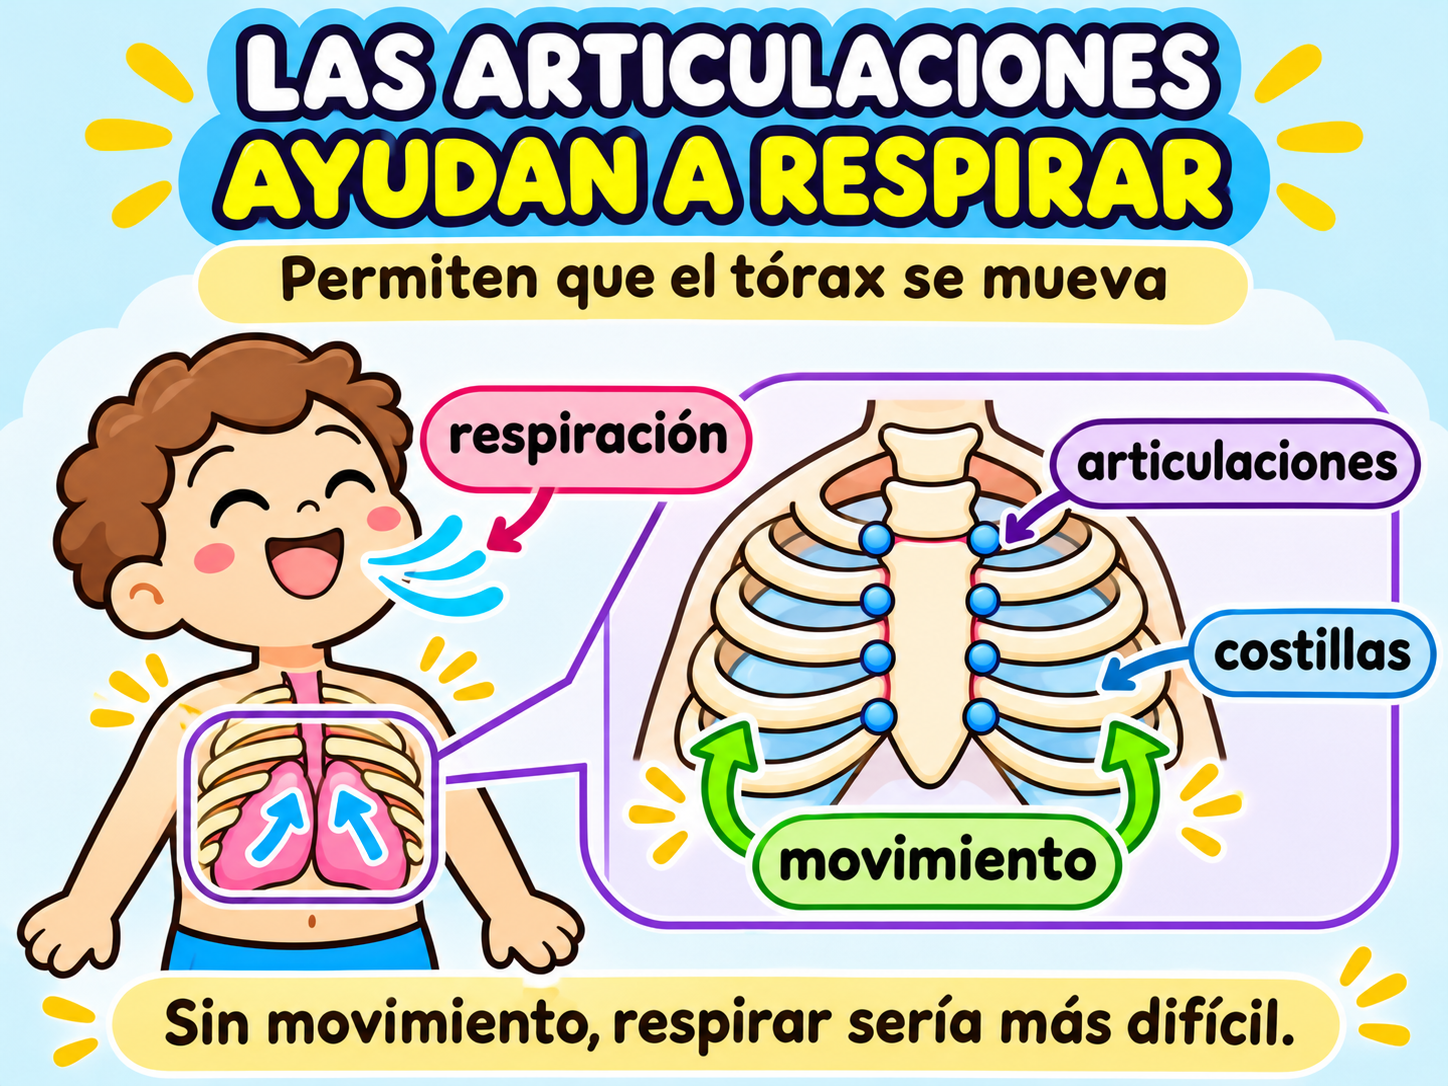 LAS ARTICULACIONES
AYUDAN A RESPIRAR
Permiten que el tórax se mueva
respiración
articulaciones
costillas
movimiento
Sin movimiento, respirar sería más difícil.